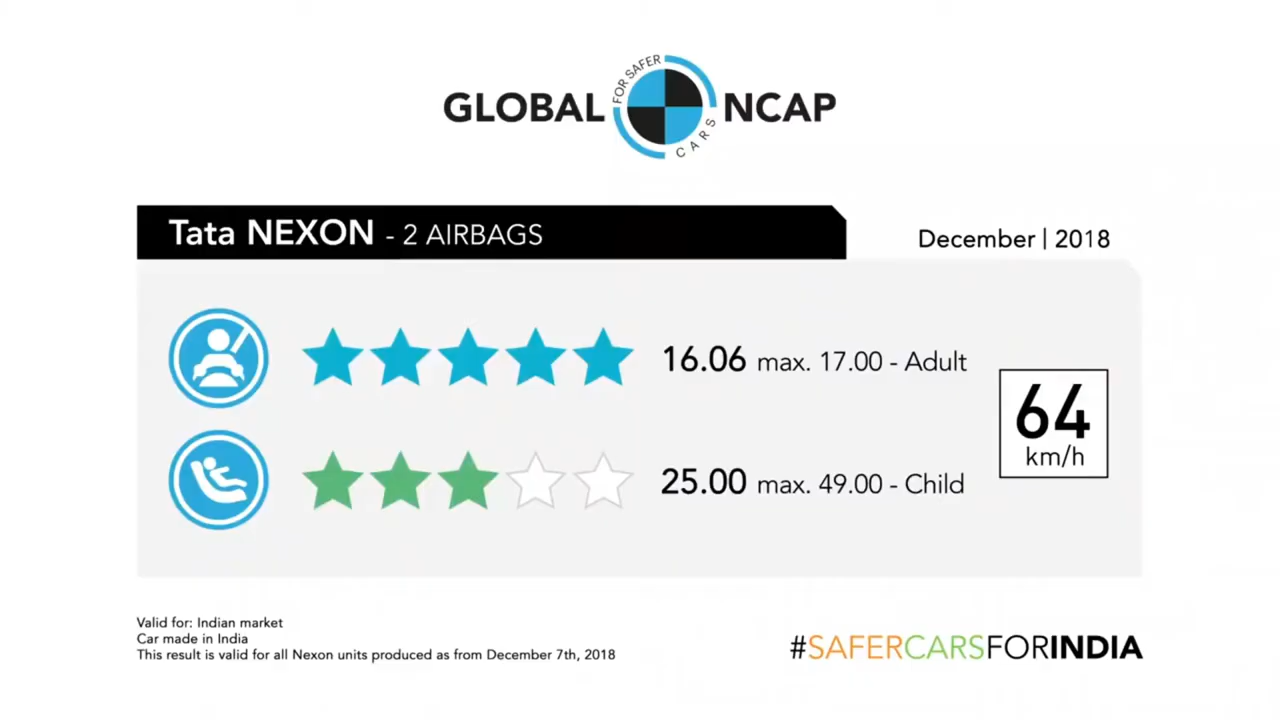 GLOBAL FOR SAFER CARS NCAP
Tata NEXON - 2 AIRBAGS
December | 2018
16.06 max. 17.00 - Adult
64
km/h
25.00 max. 49.00 - Child
Valid for: Indian market
Car made in India
This result is valid for all Nexon units produced as from December 7th, 2018
#SAFERCARSFORINDIA